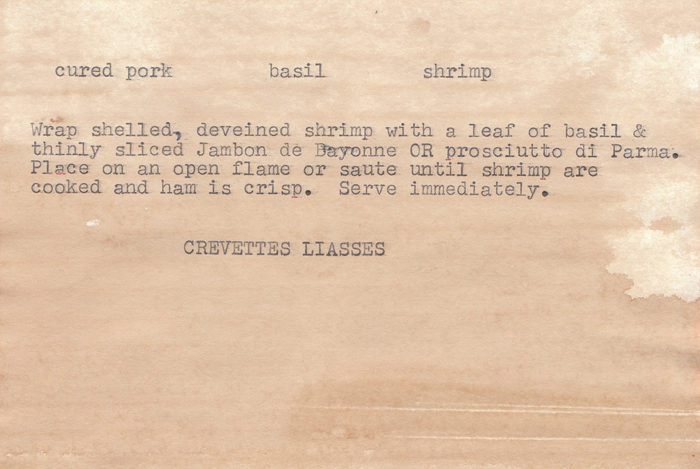 cured pork basil shrimp
Wrap shelled, deveined shrimp with a leaf of basil &
thinly sliced Jambon de Bayonne OR prosciutto di Parma.
Place on an open flame or saute until shrimp are
cooked and ham is crisp. Serve immediately.
CREVETTES LIASSES